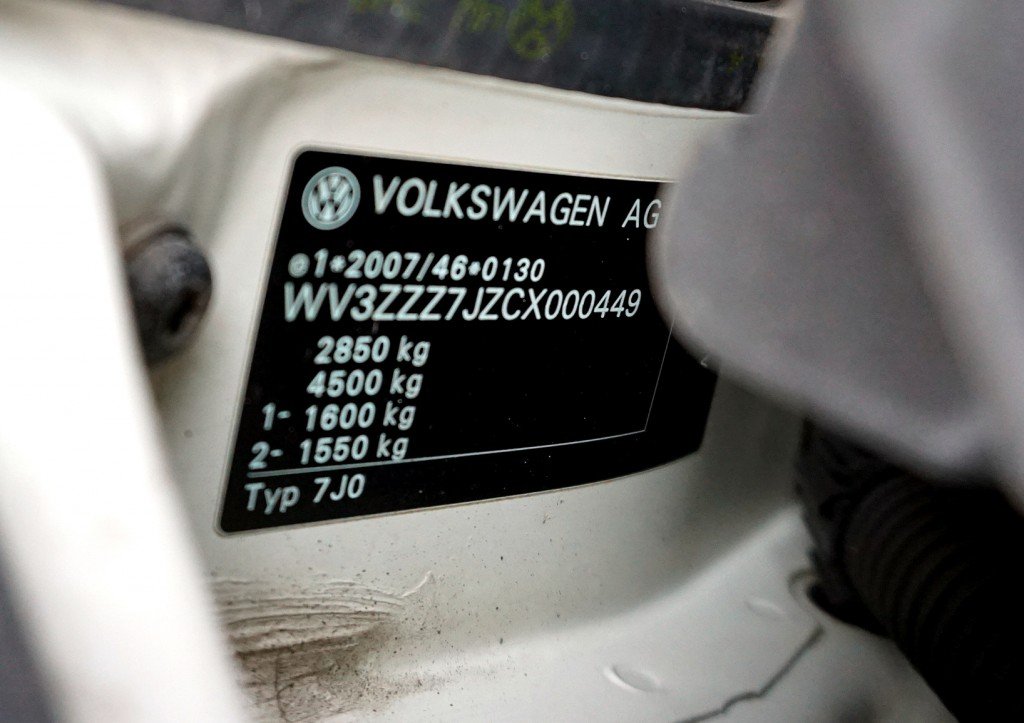 VOLKSWAGEN AG
e1*2007/46*0130
WV3ZZZ7JZCX000449
2850 kg
4500 kg
1- 1600 kg
2- 1550 kg
Typ 7J0